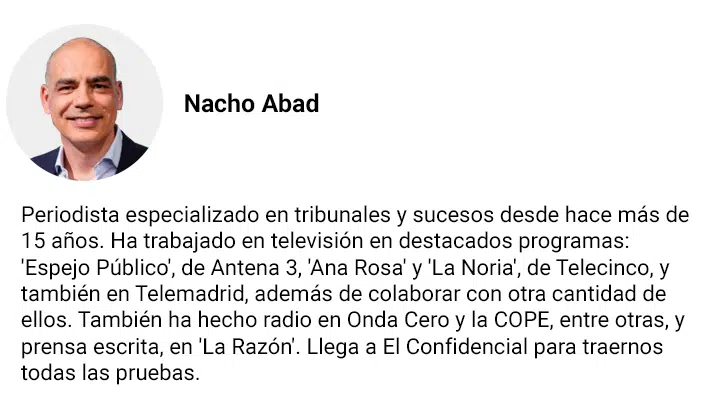 Nacho Abad
Periodista especializado en tribunales y sucesos desde hace más de
15 años. Ha trabajado en televisión en destacados programas:
'Espejo Público', de Antena 3, 'Ana Rosa' y 'La Noria', de Telecinco, y
también en Telemadrid, además de colaborar con otra cantidad de
ellos. También ha hecho radio en Onda Cero y la COPE, entre otras, y
prensa escrita, en 'La Razón'. Llega a El Confidencial para traernos
todas las pruebas.